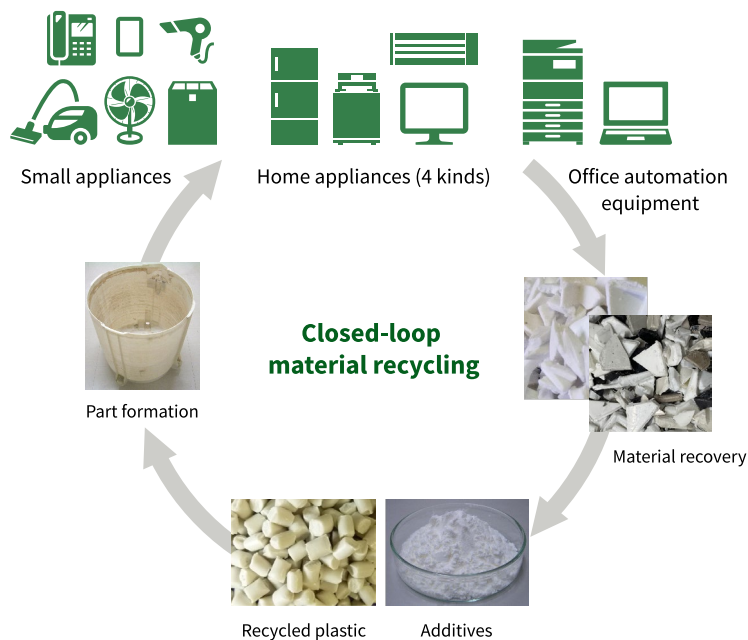 Small appliances
Home appliances (4 kinds)
Office automation
equipment
Closed-loop
material recycling
Part formation
Material recovery
Recycled plastic
Additives